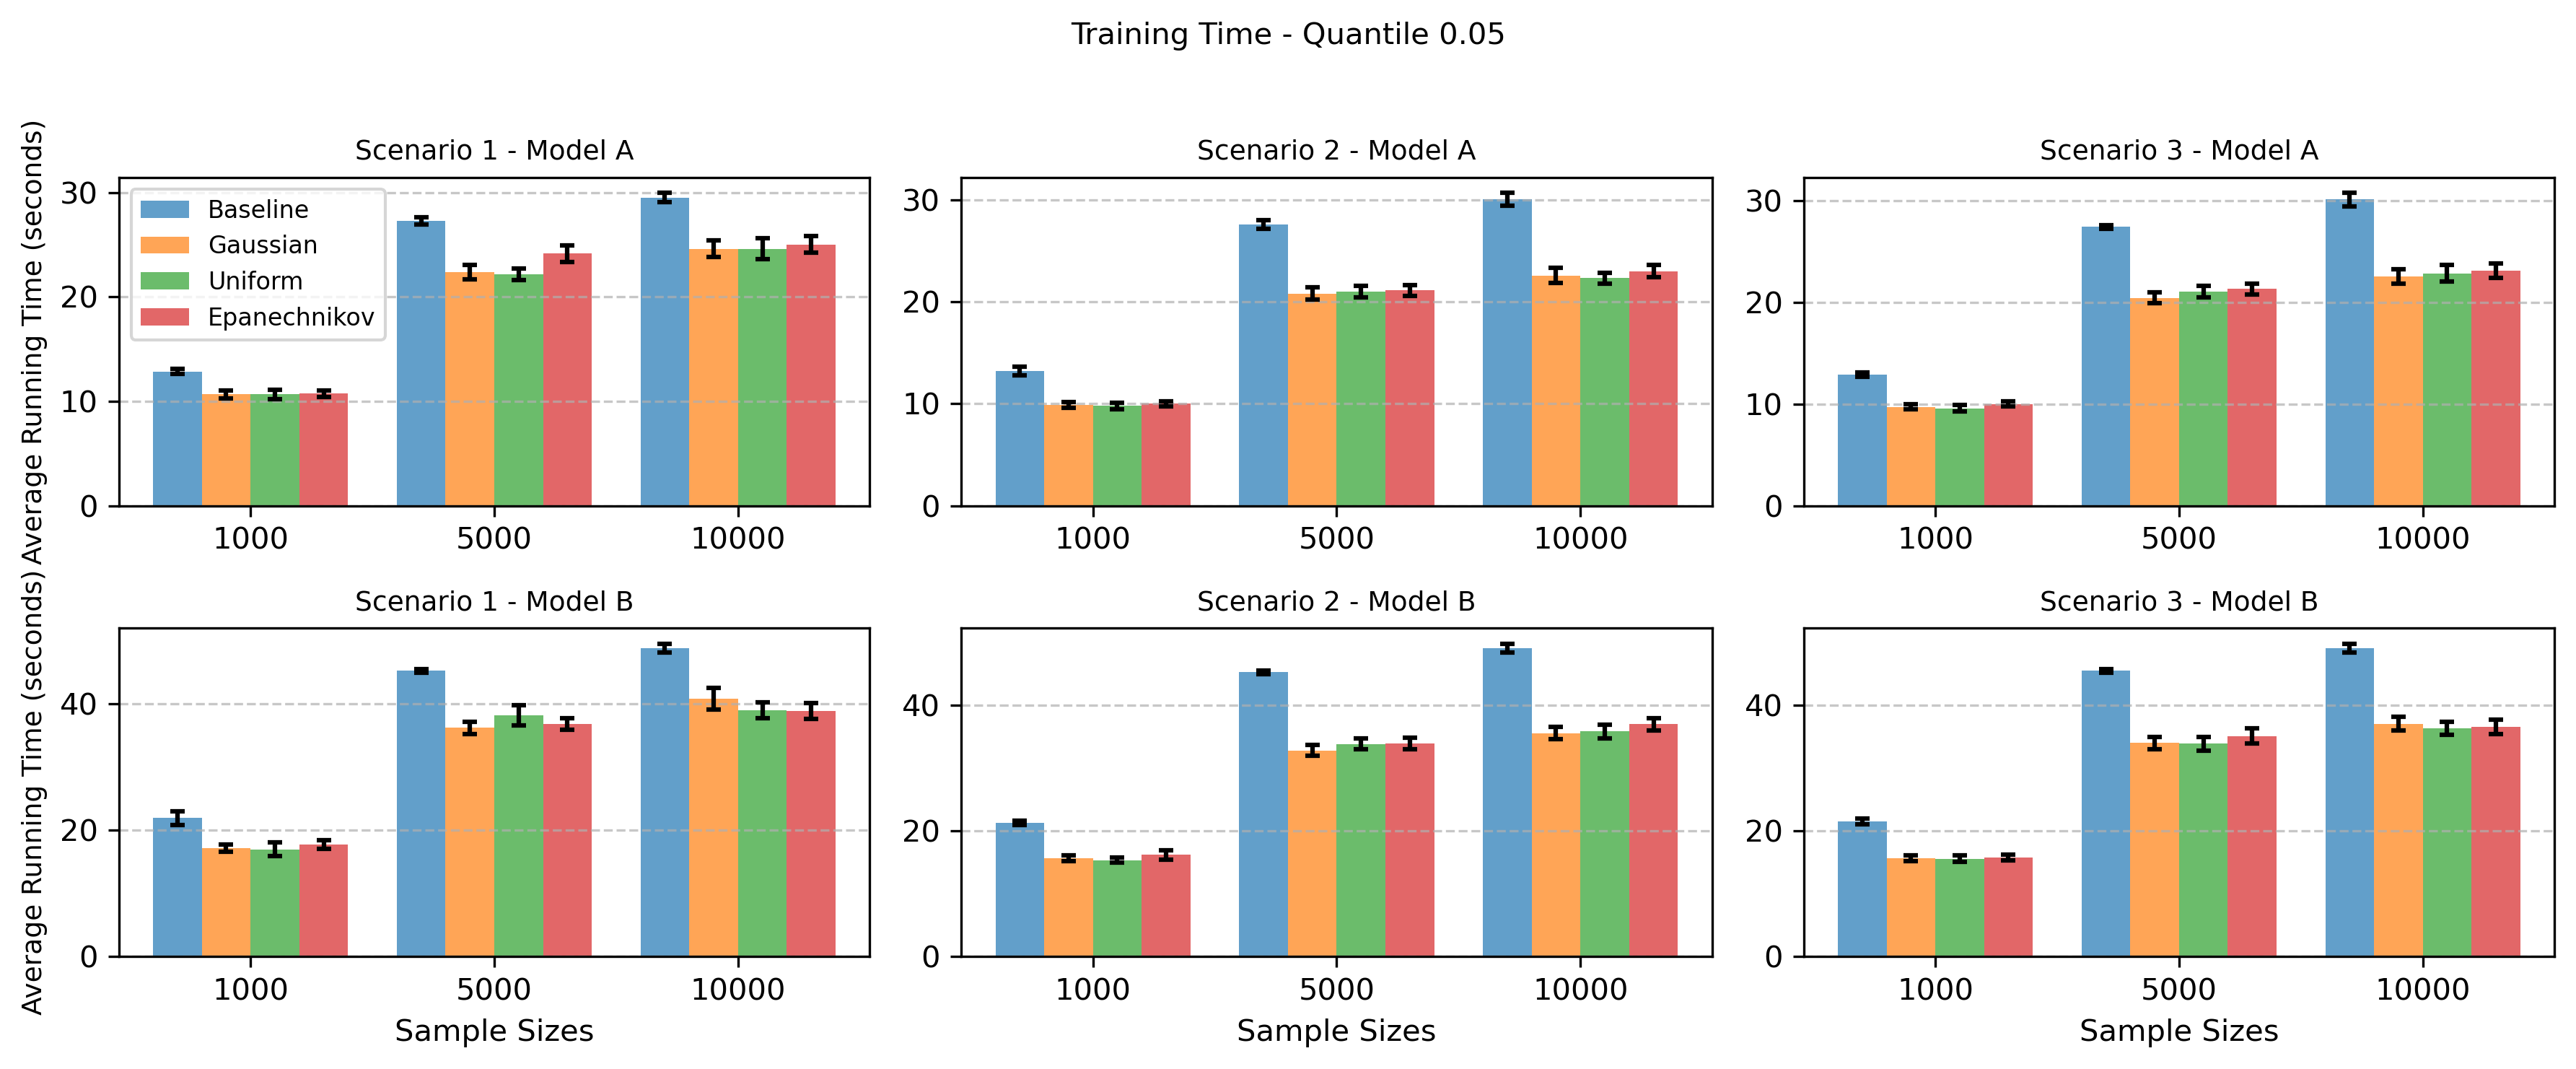 Training Time - Quantile 0.05
Scenario 1 - Model A
Scenario 2 - Model A
Scenario 3 - Model A
Average Running Time (seconds)
30
20
10
0
Baseline
Gaussian
Uniform
Epanechnikov
1000
5000
10000
30
20
10
0
1000
5000
10000
30
20
10
0
1000
5000
10000
Scenario 1 - Model B
Scenario 2 - Model B
Scenario 3 - Model B
Average Running Time (seconds)
40
20
0
1000
5000
10000
Sample Sizes
40
20
0
1000
5000
10000
Sample Sizes
40
20
0
1000
5000
10000
Sample Sizes